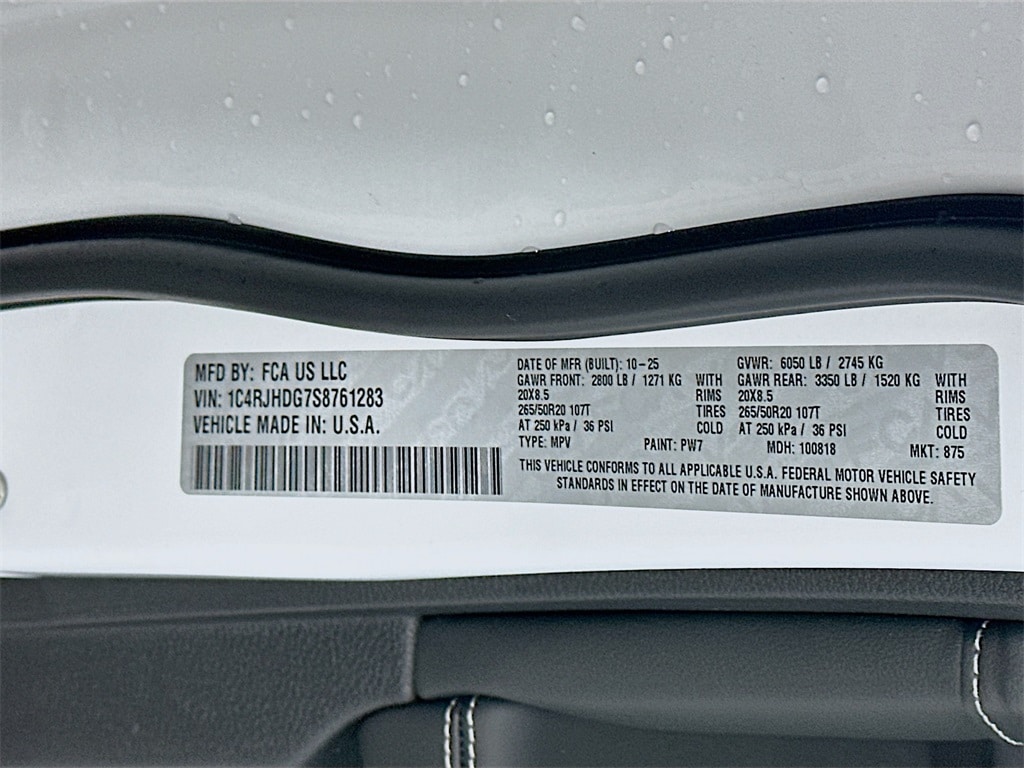 MFD BY: FCA US LLC
VIN: 1C4RJHDG7S8761283
VEHICLE MADE IN: U.S.A.
DATE OF MFR (BUILT): 10-25
GAWR FRONT: 2800 LB / 1271 KG WITH
20X8.5 RIMS
265/50R20 107T TIRES
AT 250 kPa / 36 PSI COLD
TYPE: MPV PAINT: PW7
GVWR: 6050 LB / 2745 KG
GAWR REAR: 3350 LB / 1520 KG WITH
20X8.5 RIMS
265/50R20 107T TIRES
AT 250 kPa / 36 PSI COLD
MDH: 100818 MKT: 875
THIS VEHICLE CONFORMS TO ALL APPLICABLE U.S.A. FEDERAL MOTOR VEHICLE SAFETY
STANDARDS IN EFFECT ON THE DATE OF MANUFACTURE SHOWN ABOVE.